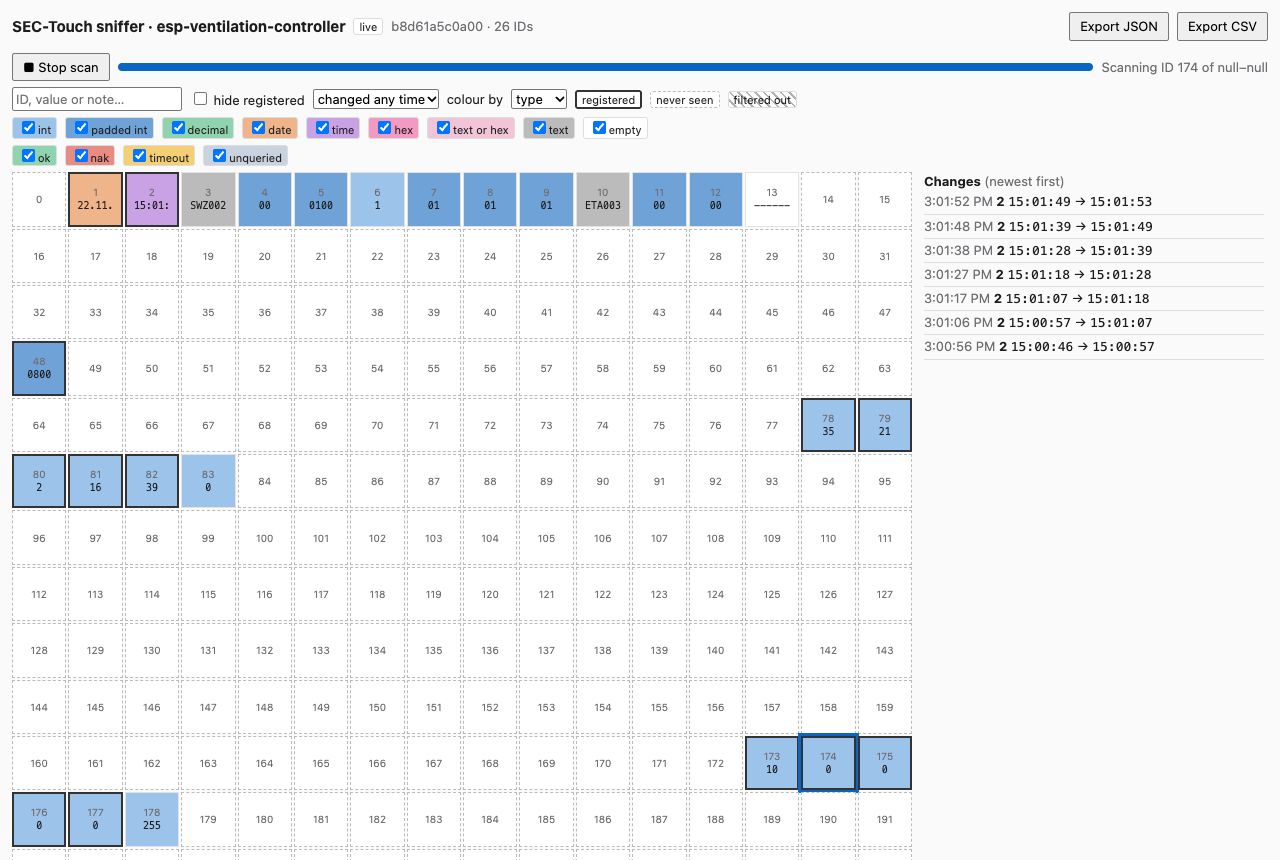 SEC-Touch sniffer · esp-ventilation-controller live b8d61a5c0a00 · 26 IDs Export JSON Export CSV
Stop scan Scanning ID 174 of null–null
ID, value or note... hide registered changed any time colour by type registered never seen filtered out
int padded int decimal date time hex text or hex text empty
ok nak timeout unqueried
0 1 2 3 4 5 6 7 8 9 10 11 12 13 14 15
22.11. 15:01: SWZ002 00 0100 1 01 01 01 ETA003 00 00 ––––––
16 17 18 19 20 21 22 23 24 25 26 27 28 29 30 31
32 33 34 35 36 37 38 39 40 41 42 43 44 45 46 47
48 49 50 51 52 53 54 55 56 57 58 59 60 61 62 63
0800
64 65 66 67 68 69 70 71 72 73 74 75 76 77 78 79
35 21
80 81 82 83 84 85 86 87 88 89 90 91 92 93 94 95
2 16 39 0
96 97 98 99 100 101 102 103 104 105 106 107 108 109 110 111
112 113 114 115 116 117 118 119 120 121 122 123 124 125 126 127
128 129 130 131 132 133 134 135 136 137 138 139 140 141 142 143
144 145 146 147 148 149 150 151 152 153 154 155 156 157 158 159
160 161 162 163 164 165 166 167 168 169 170 171 172 173 174 175
10 0 0
176 177 178 179 180 181 182 183 184 185 186 187 188 189 190 191
0 0 255
Changes (newest first)
3:01:52 PM 2 15:01:49 → 15:01:53
3:01:48 PM 2 15:01:39 → 15:01:49
3:01:38 PM 2 15:01:28 → 15:01:39
3:01:27 PM 2 15:01:18 → 15:01:28
3:01:17 PM 2 15:01:07 → 15:01:18
3:01:06 PM 2 15:00:57 → 15:01:07
3:00:56 PM 2 15:00:46 → 15:00:57